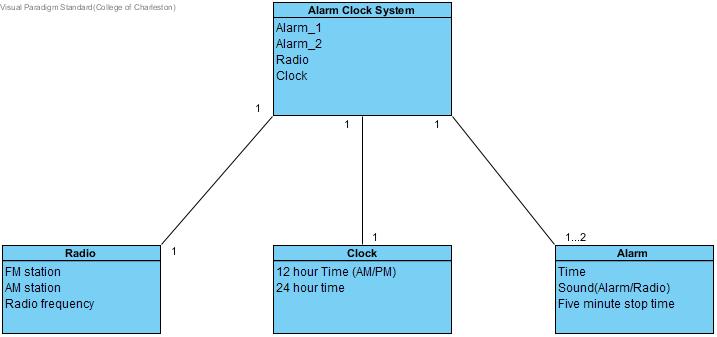 Visual Paradigm Standard(College of Charleston)
Alarm Clock System
Alarm_1
Alarm_2
Radio
Clock
1
1
1
1
1
1...2
Radio
FM station
AM station
Radio frequency
Clock
12 hour Time (AM/PM)
24 hour time
Alarm
Time
Sound(Alarm/Radio)
Five minute stop time